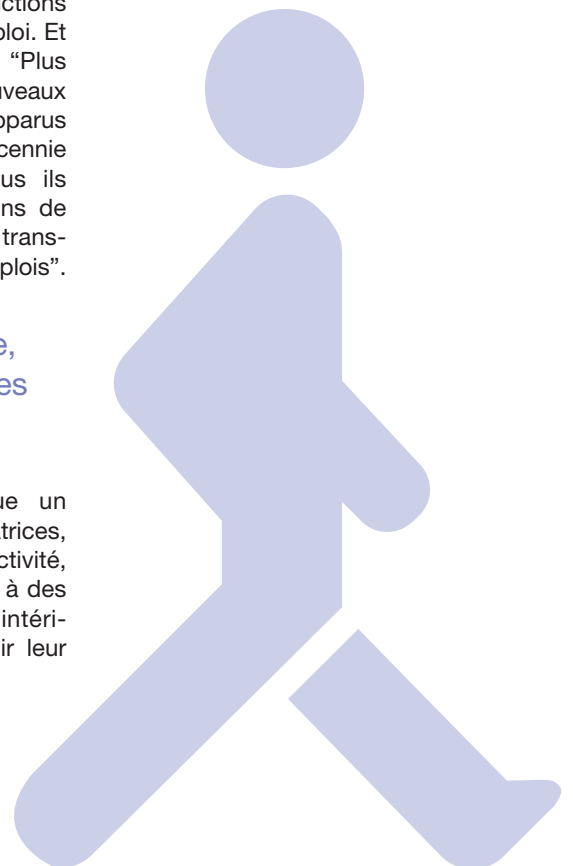 ctions
ploi. Et
“Plus
uveaux
pparus
cennie
us ils
ns de
trans-
plois”.
e,
es
ue un
trices,
ctivité,
à des
intéri-
ir leur